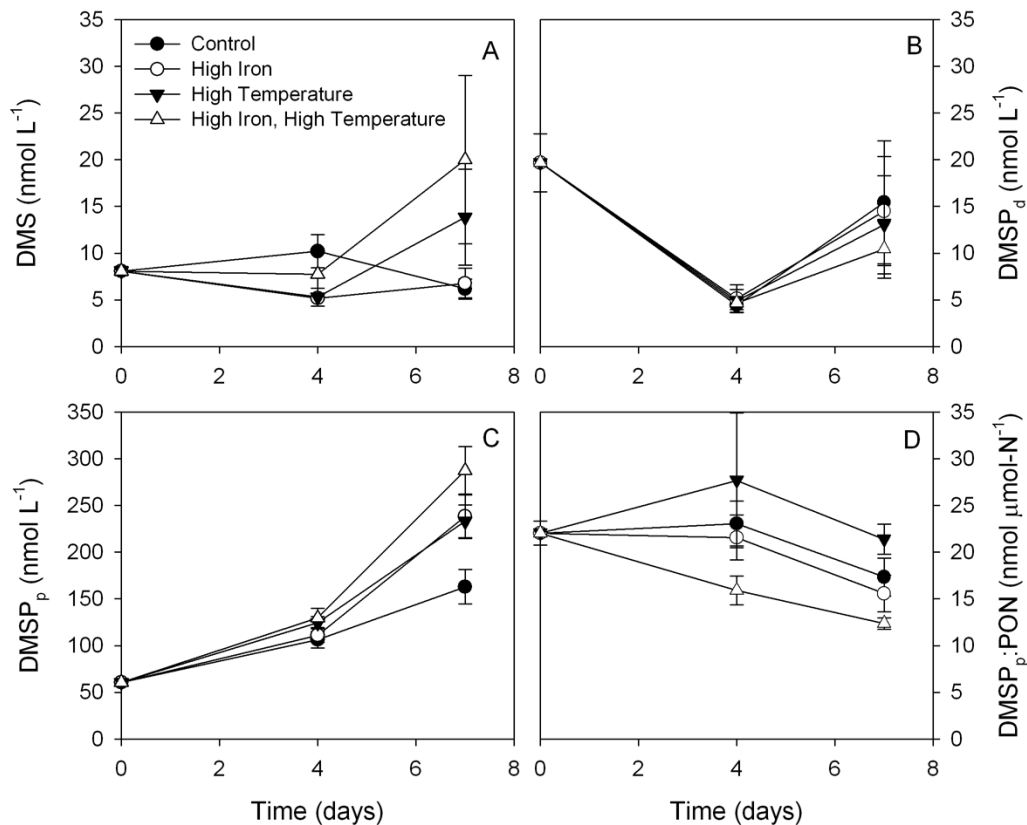 A
Control
High Iron
High Temperature
High Iron, High Temperature
DMS (nmol L⁻¹)
35
30
25
20
15
10
5
0
0 2 4 6 8
B
35
30
25
20
15
10
5
0
DMSP_d (nmol L⁻¹)
0 2 4 6 8
C
DMSP_p (nmol L⁻¹)
350
300
250
200
150
100
50
0
0 2 4 6 8
Time (days)
D
35
30
25
20
15
10
5
0
DMSP_p:PON (nmol μmol-N⁻¹)
0 2 4 6 8
Time (days)